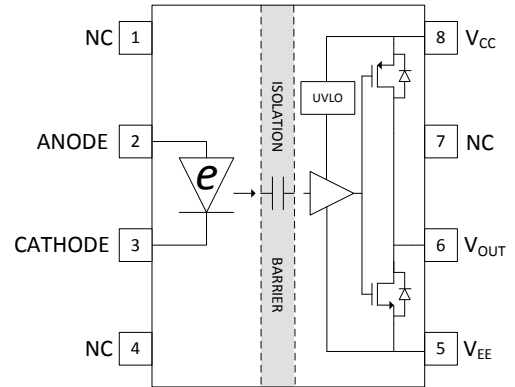 NC 1
ANODE 2
CATHODE 3
NC 4
e
ISOLATION
BARRIER
UVLO
8 VCC
7 NC
6 VOUT
5 VEE